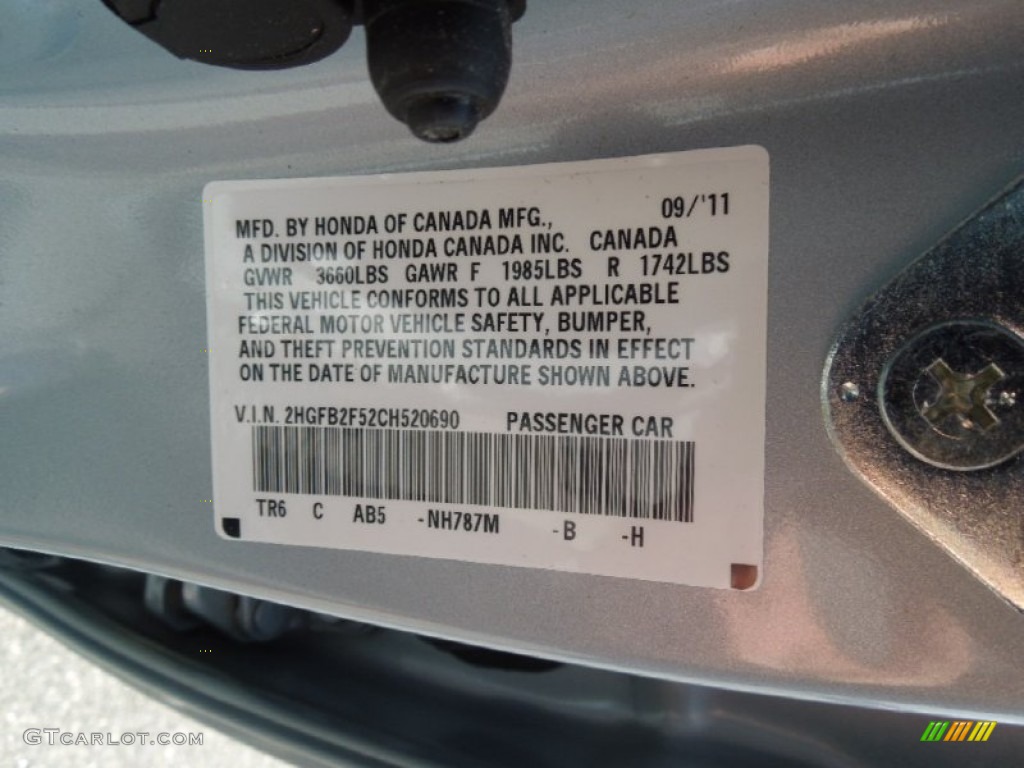 MFD. BY HONDA OF CANADA MFG., 09/'11
A DIVISION OF HONDA CANADA INC. CANADA
GVWR 3660LBS GAWR F 1985LBS R 1742LBS
THIS VEHICLE CONFORMS TO ALL APPLICABLE
FEDERAL MOTOR VEHICLE SAFETY, BUMPER,
AND THEFT PREVENTION STANDARDS IN EFFECT
ON THE DATE OF MANUFACTURE SHOWN ABOVE.
V.I.N. 2HGFB2F52CH520690 PASSENGER CAR
TR6 C AB5 -NH787M -B -H
GTCARLOT.COM